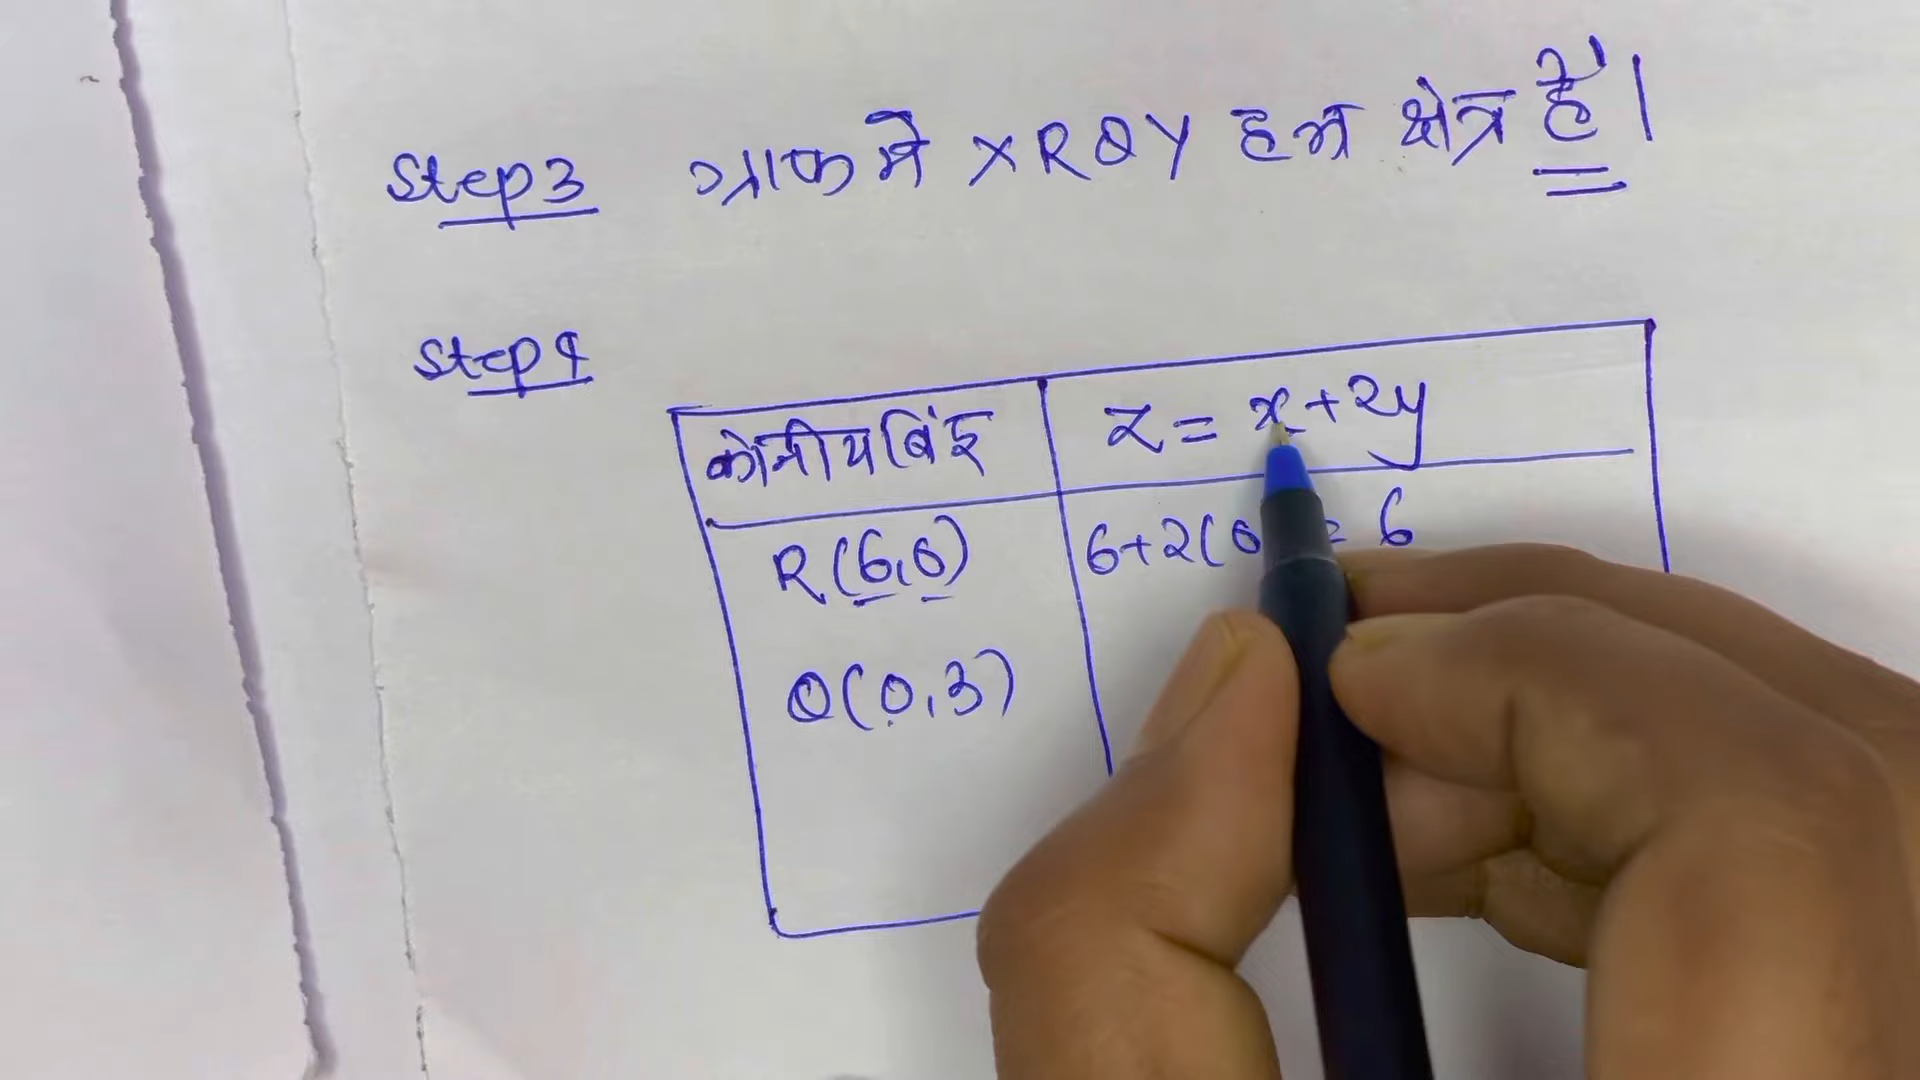 Step3 ग्राफ मे XRQY हल क्षेत्र है।
Step4
कोनीय बिंदु Z = x+2y
R(6,0) 6+2(0 = 6
Q(0,3)